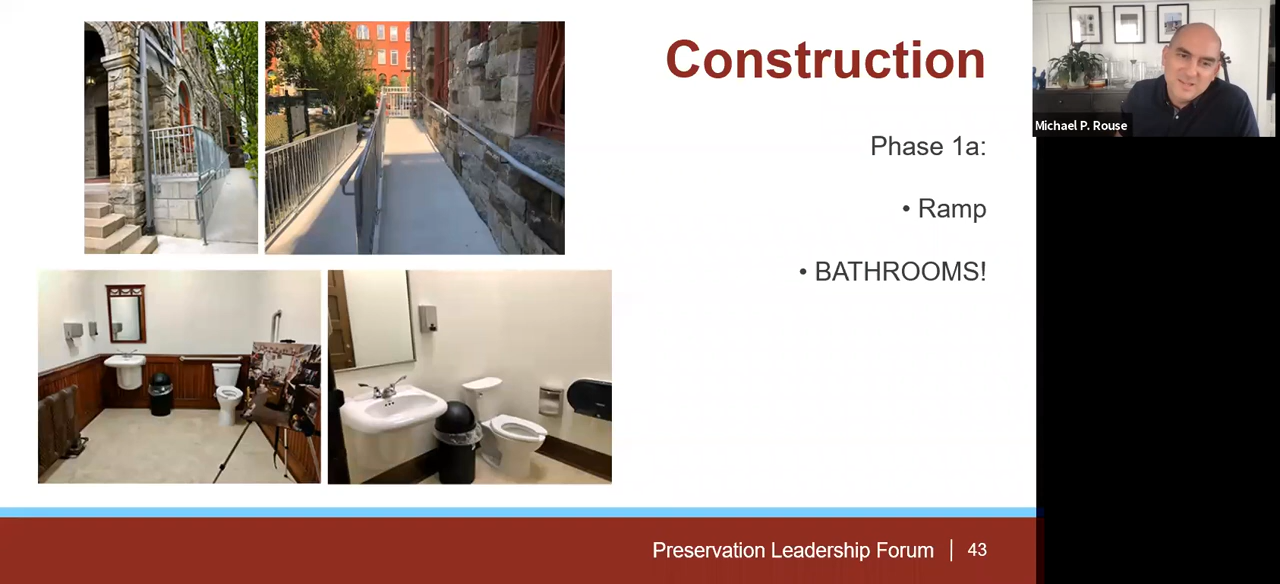 Construction
Phase 1a:
• Ramp
• BATHROOMS!
Michael P. Rouse
Preservation Leadership Forum | 43